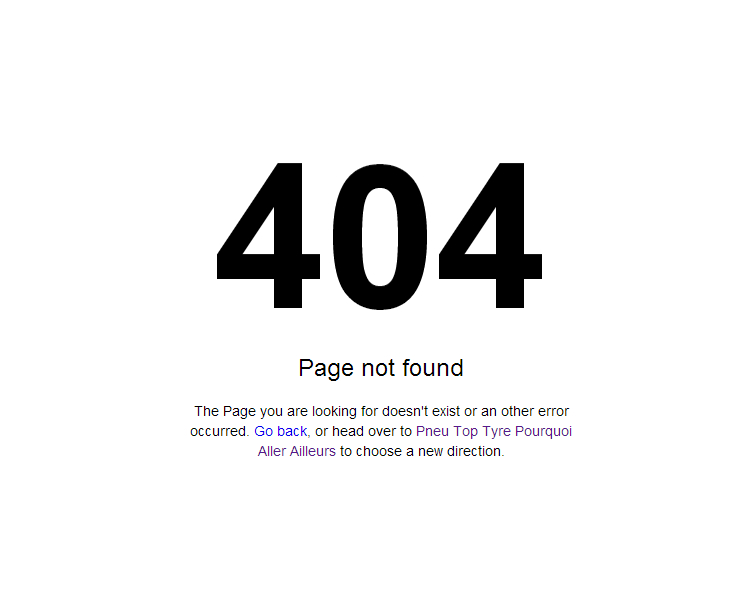 404
Page not found
The Page you are looking for doesn't exist or an other error
occurred. Go back, or head over to Pneu Top Tyre Pourquoi
Aller Ailleurs to choose a new direction.